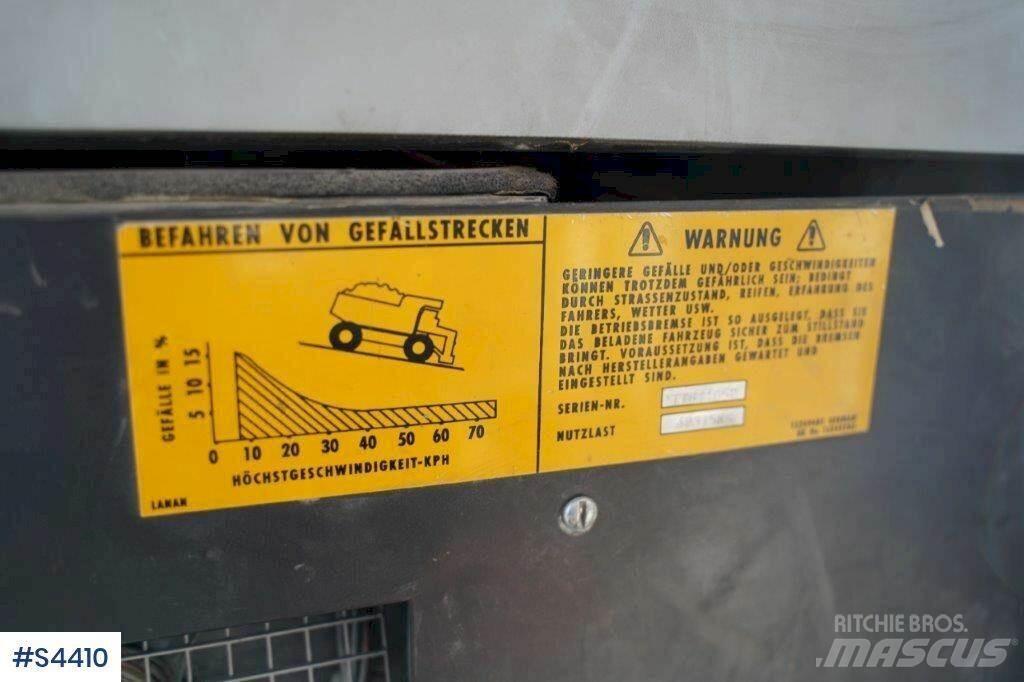 BEFAHREN VON GEFÄLLSTRECKEN
GEFÄLLE IN %
5 10 15
0 10 20 30 40 50 60 70
HÖCHSTGESCHWINDIGKEIT-KPH
LANAN
WARNUNG
GERINGERE GEFÄLLE UND/ODER GESCHWINDIGKEITEN
KÖNNEN TROTZDEM GEFÄHRLICH SEIN; BEDINGT
DURCH STRASSENZUSTAND, REIFEN, ERFAHRUNG DES
FAHRERS, WETTER USW.
DIE BETRIEBSBREMSE IST SO AUSGELEGT, DASS SIE
DAS BELADENE FAHRZEUG SICHER ZUM STILLSTAND
BRINGT. VORAUSSETZUNG IST, DASS DIE BREMSEN
NACH HERSTELLERANGABEN GEWARTET UND
EINGESTELLT SIND.
SERIEN-NR.
NUTZLAST
#S4410
RITCHIE BROS.
MASCUS